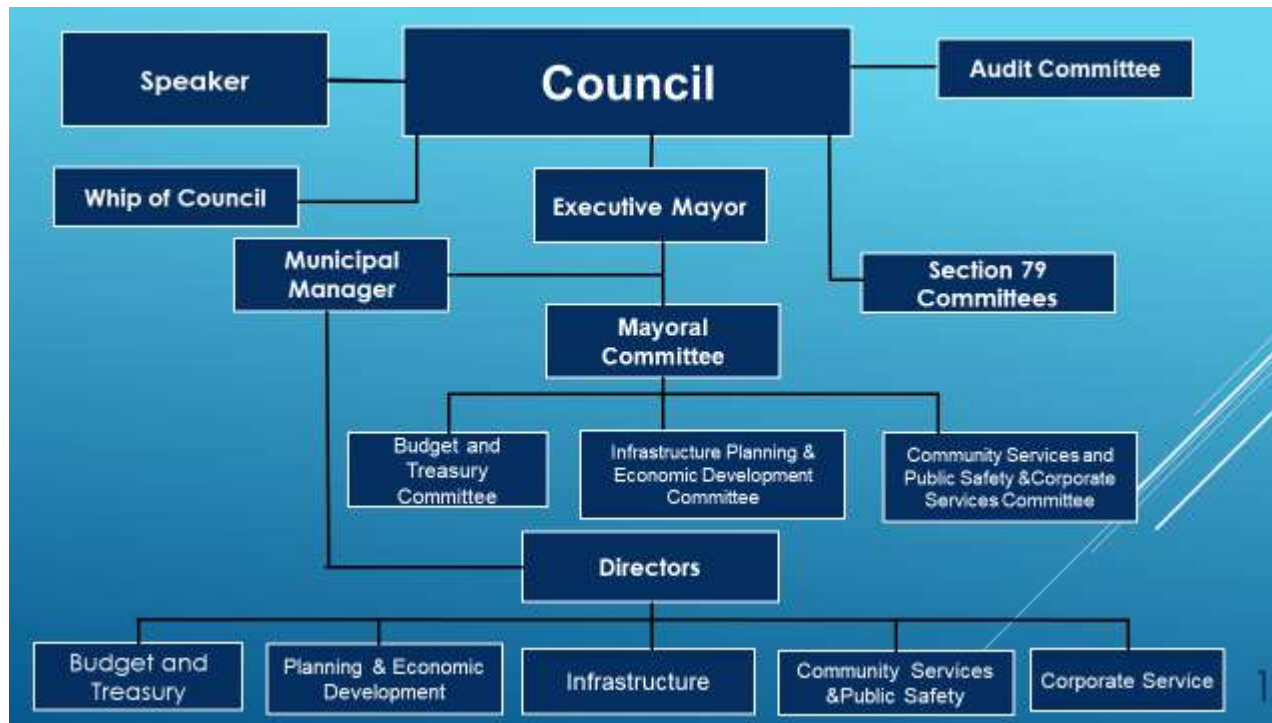 Speaker
Council
Audit Committee
Whip of Council
Executive Mayor
Municipal
Manager
Section 79
Committees
Mayoral
Committee
Budget and
Treasury
Committee
Infrastructure Planning &
Economic Development
Committee
Community Services and
Public Safety &Corporate
Services Committee
Directors
Budget and
Treasury
Planning & Economic
Development
Infrastructure
Community Services
&Public Safety
Corporate Service
1